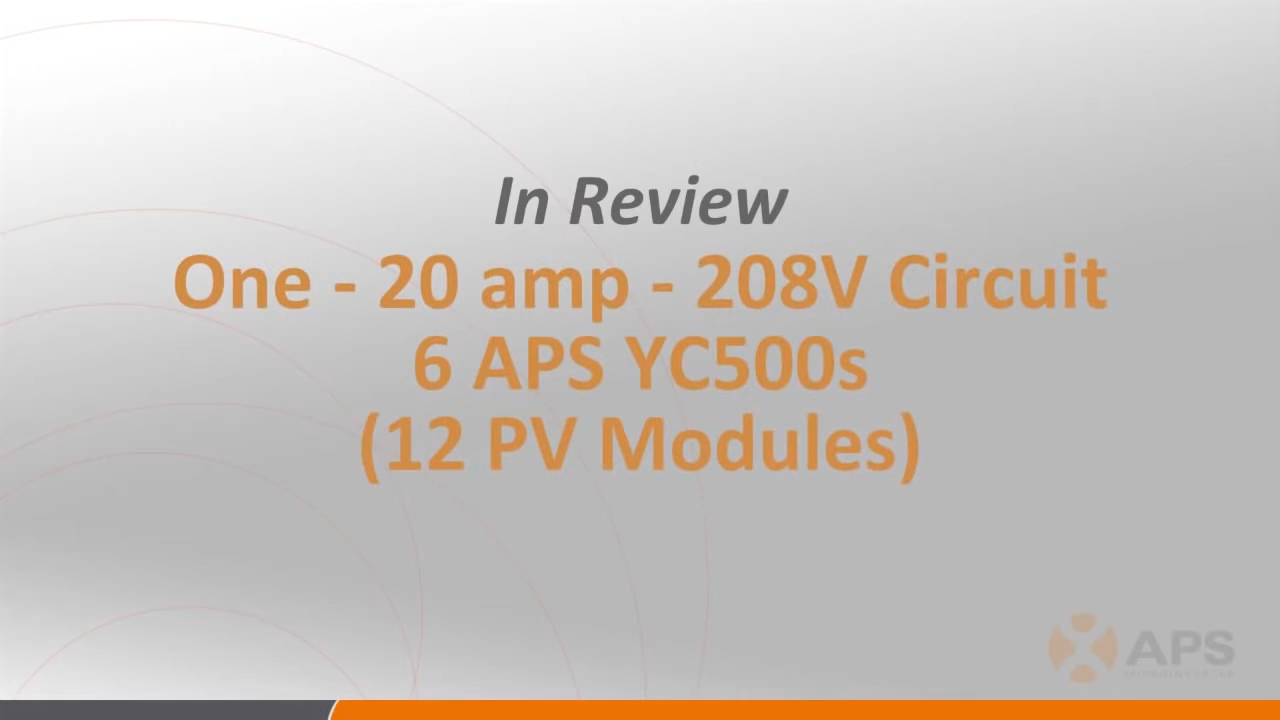 In Review
One - 20 amp - 208V Circuit
6 APS YC500s
(12 PV Modules)
APS